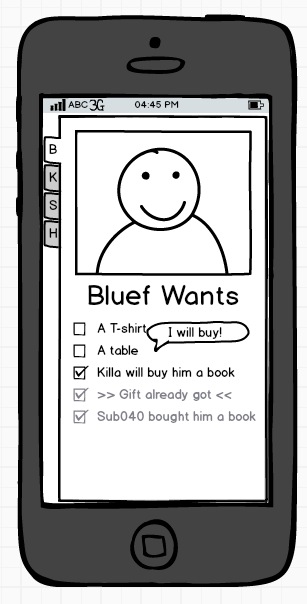 ABC 3G 04:45 PM
B
K
S
H
Bluef Wants
A T-shirt
I will buy!
A table
Killa will buy him a book
>> Gift already got <<
Sub040 bought him a book